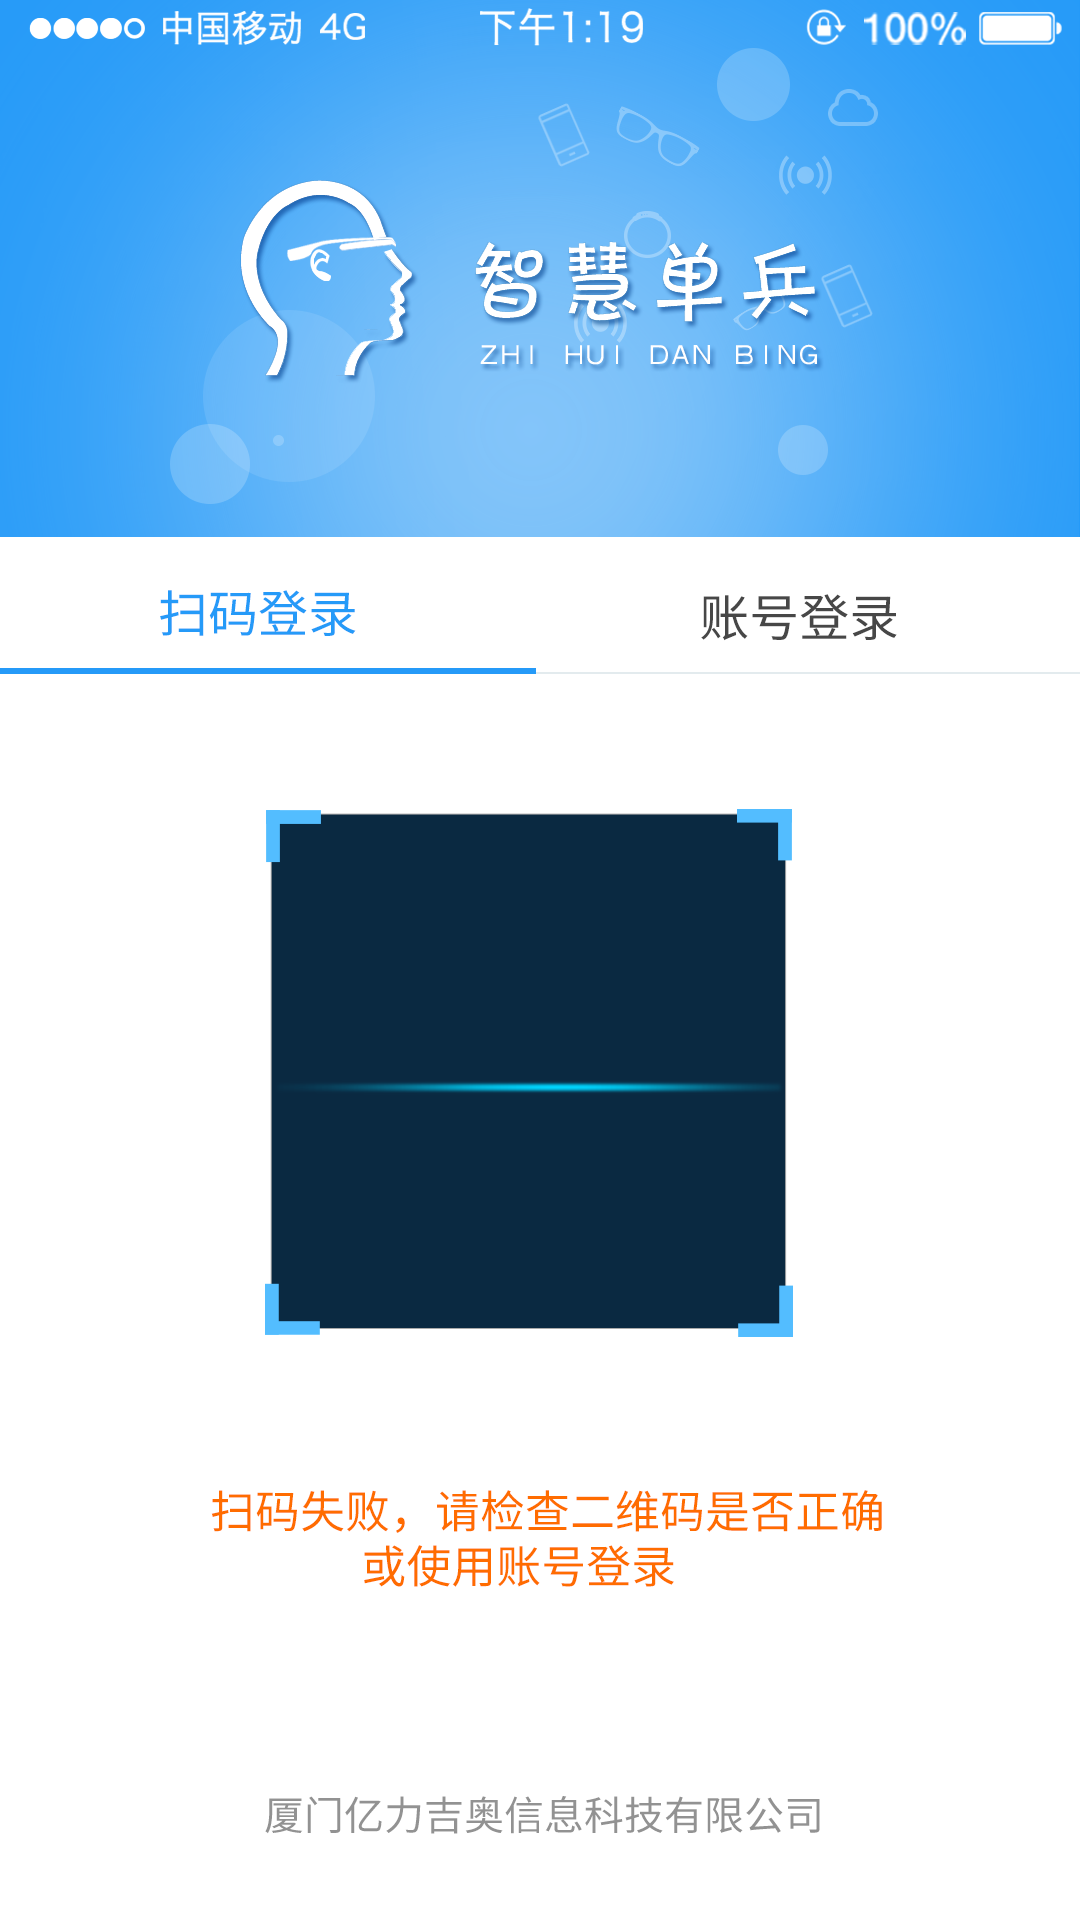 中国移动 4G 下午1:19 100%
智慧单兵
ZHI HUI DAN BING
扫码登录 账号登录
扫码失败，请检查二维码是否正确
或使用账号登录
厦门亿力吉奥信息科技有限公司